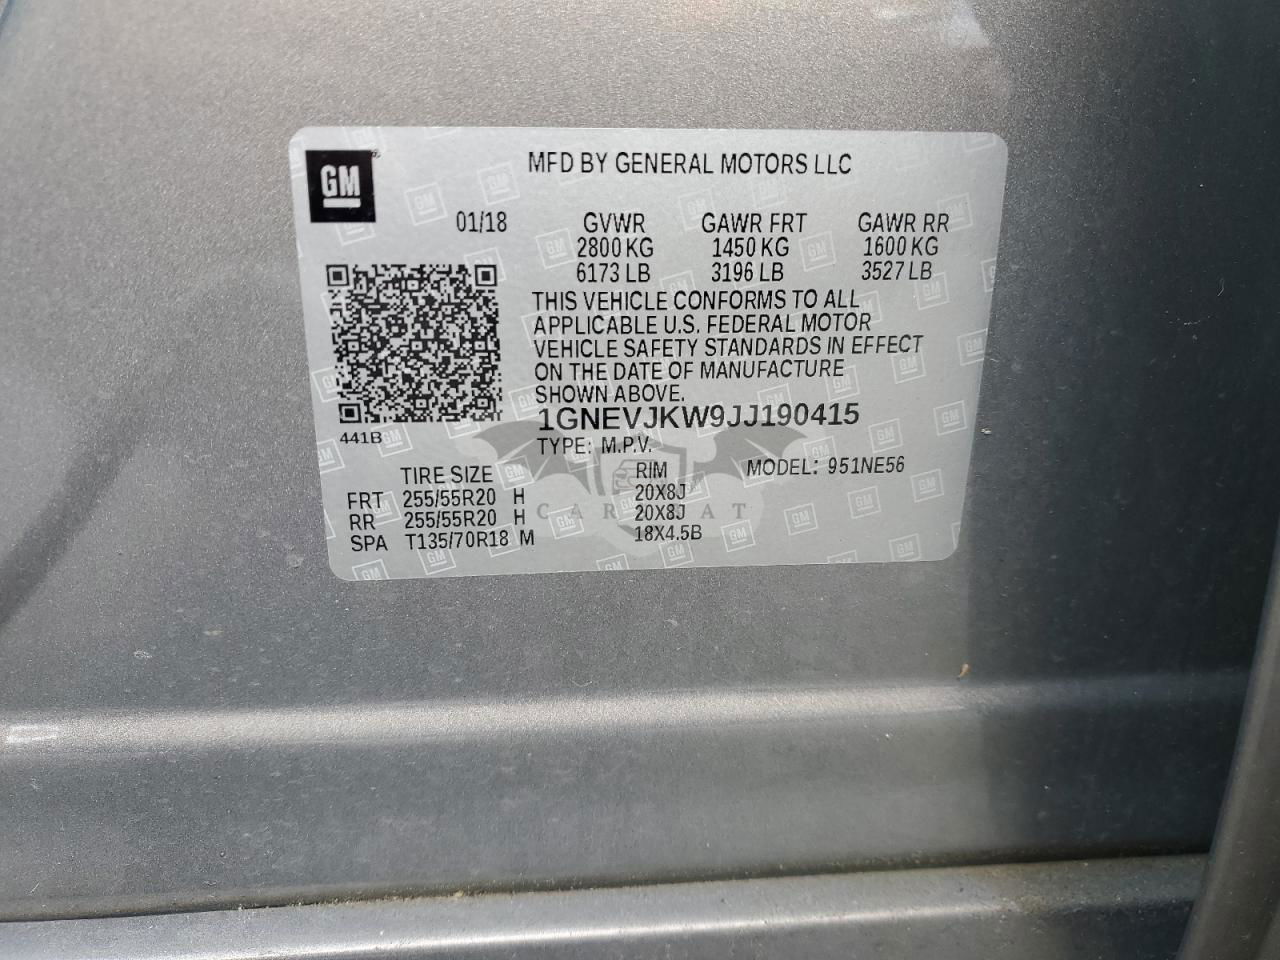 GM
MFD BY GENERAL MOTORS LLC
01/18 GVWR GAWR FRT GAWR RR
2800 KG 1450 KG 1600 KG
6173 LB 3196 LB 3527 LB
THIS VEHICLE CONFORMS TO ALL
APPLICABLE U.S. FEDERAL MOTOR
VEHICLE SAFETY STANDARDS IN EFFECT
ON THE DATE OF MANUFACTURE
SHOWN ABOVE.
1GNEVJKW9JJ190415
441B
TYPE: M.P.V.
TIRE SIZE RIM MODEL: 951NE56
FRT 255/55R20 H 20X8J
RR 255/55R20 H 20X8J
SPA T135/70R18 M 18X4.5B